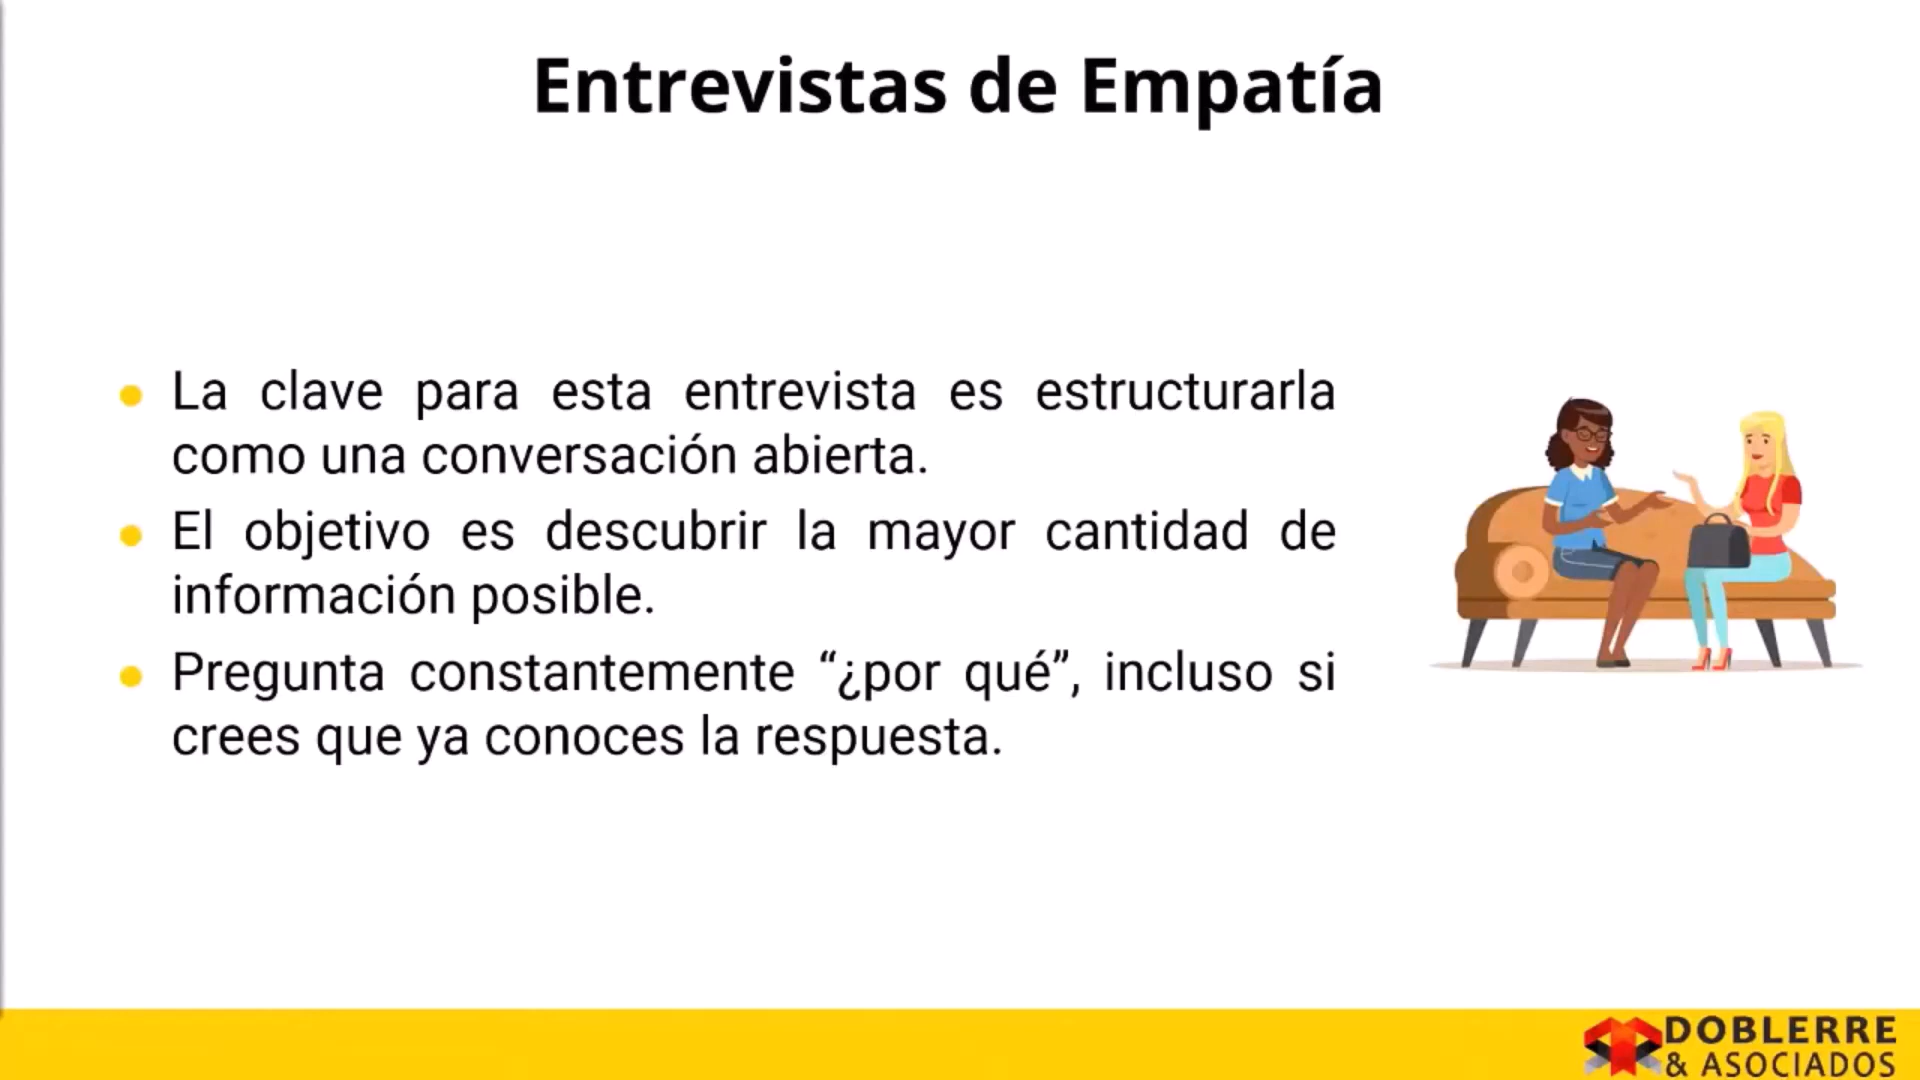 Entrevistas de Empatía
La clave para esta entrevista es estructurarla
como una conversación abierta.
El objetivo es descubrir la mayor cantidad de
información posible.
Pregunta constantemente “¿por qué”, incluso si
crees que ya conoces la respuesta.
DOBLERRE
& ASOCIADOS